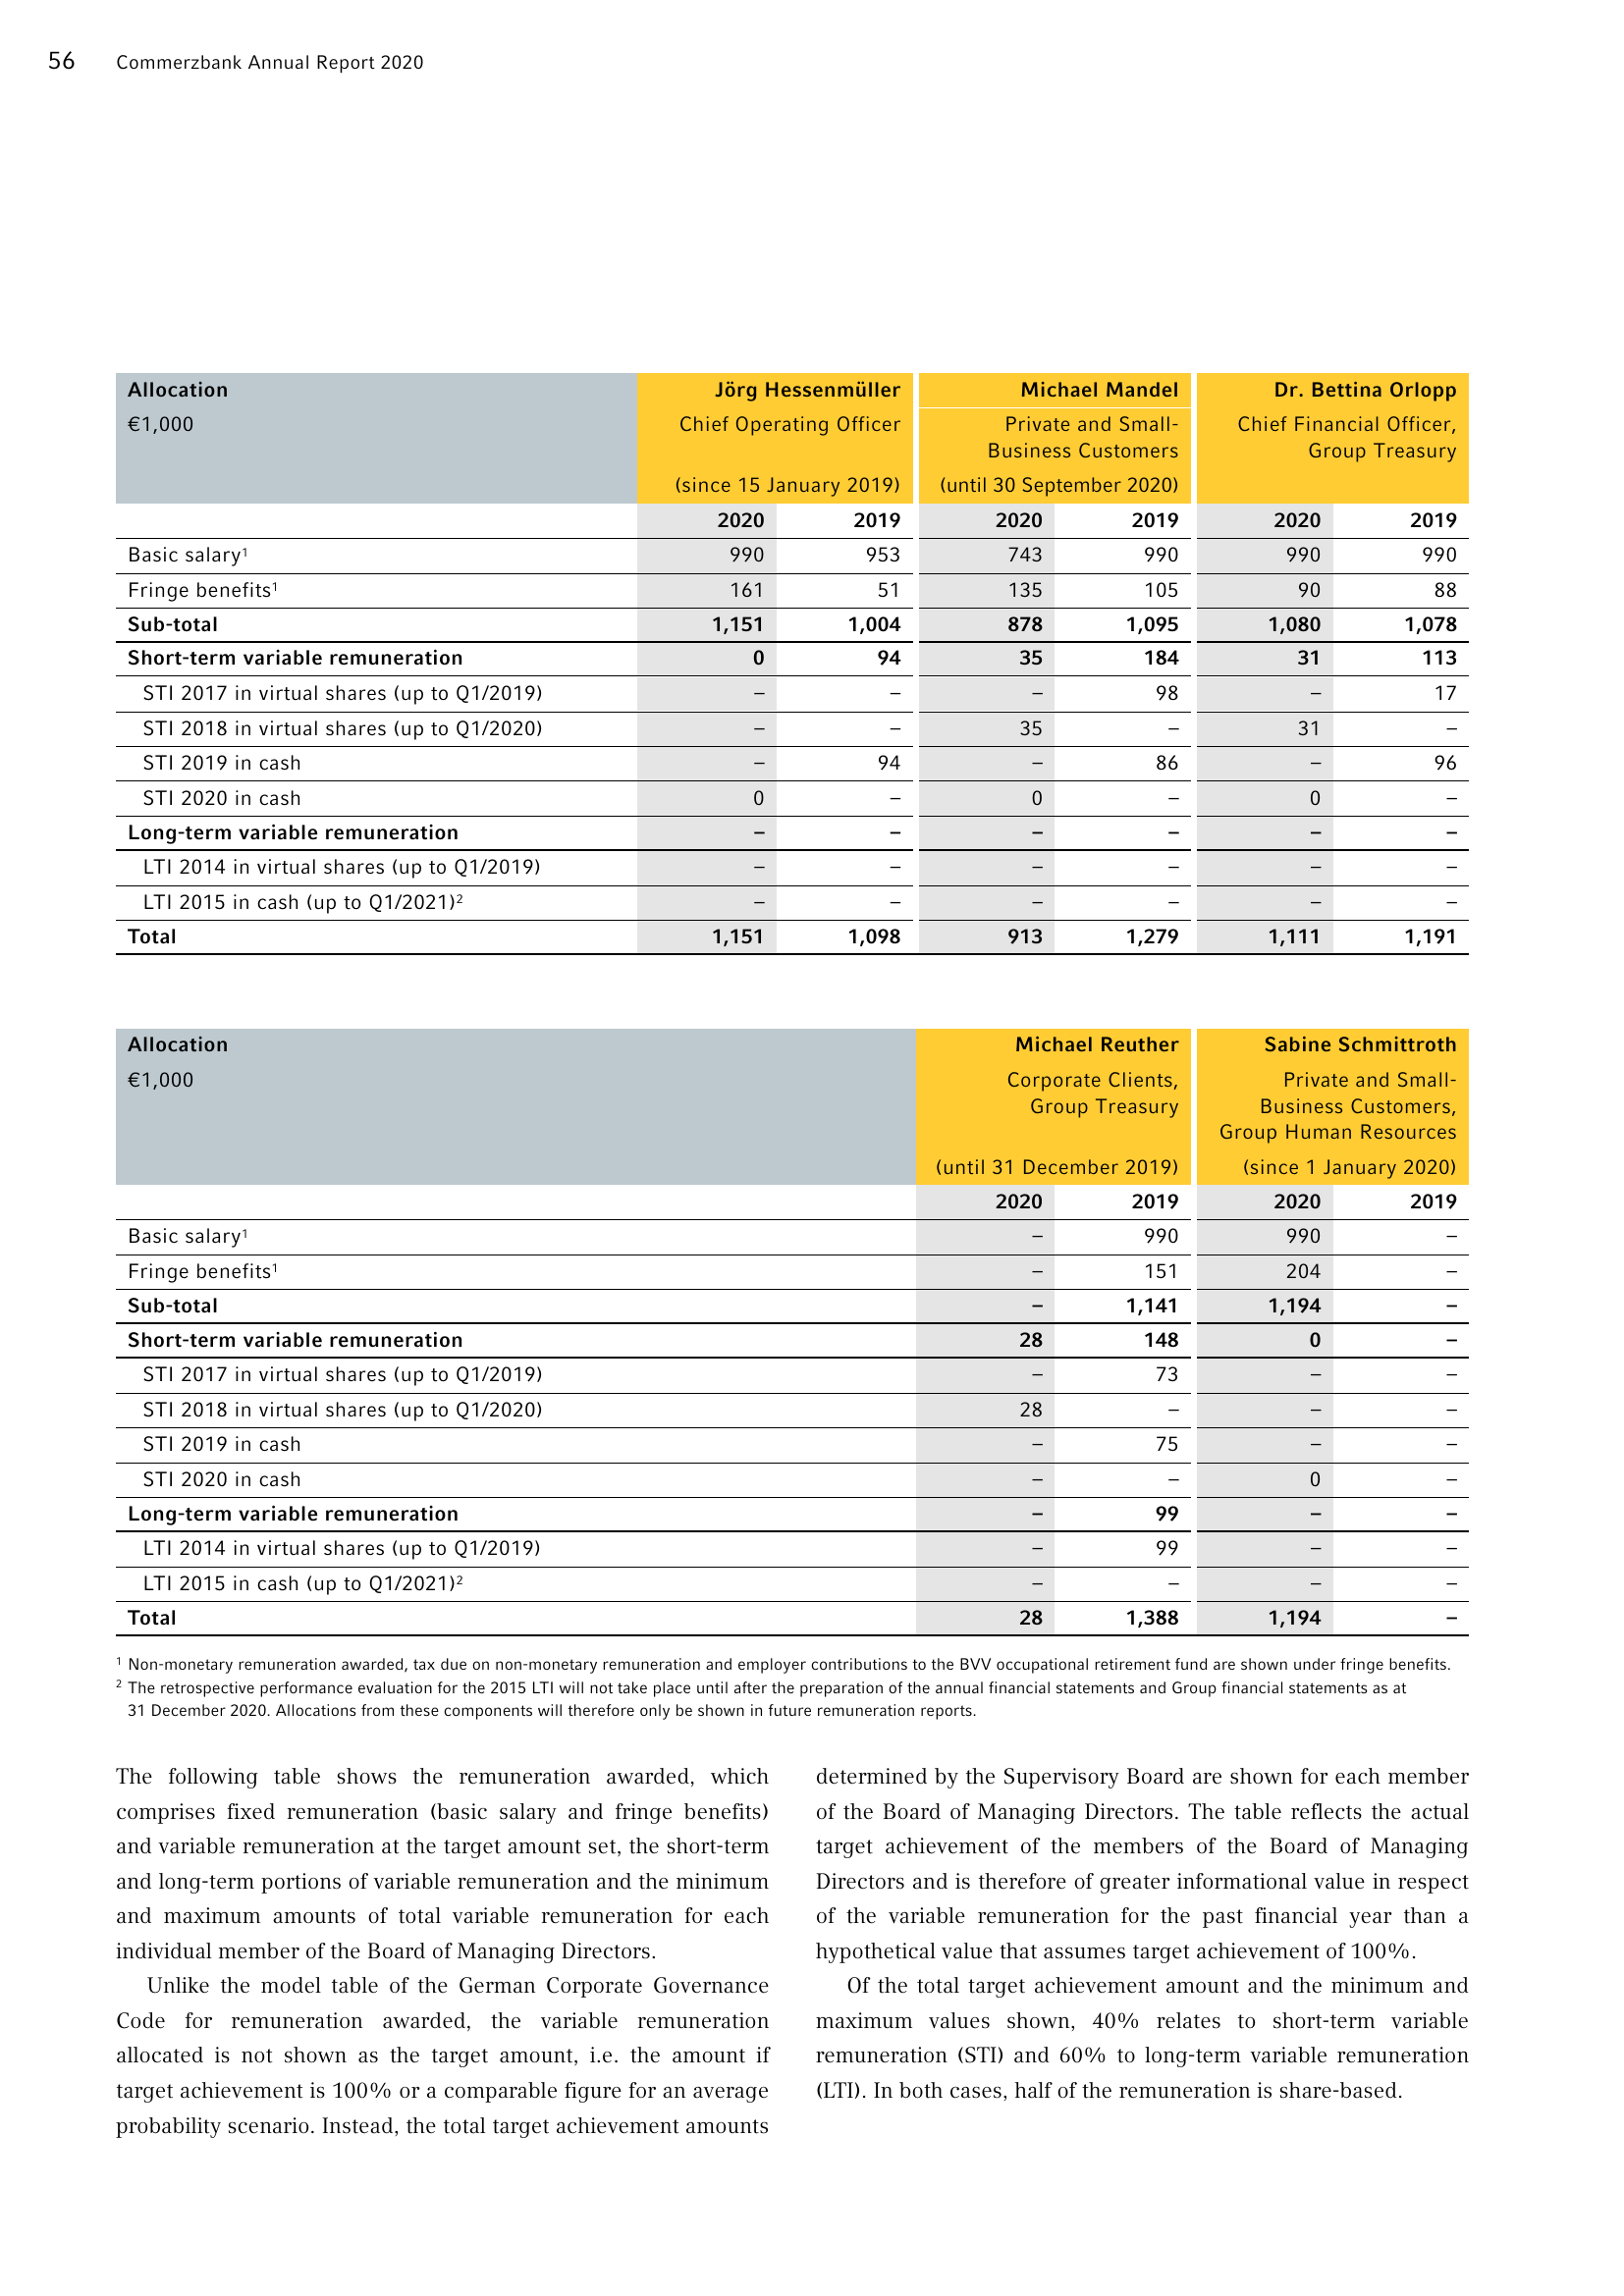 56 Commerzbank Annual Report 2020
Allocation Jörg Hessenmüller Michael Mandel Dr. Bettina Orlopp
€1,000 Chief Operating Officer Private and Small- Chief Financial Officer,
Business Customers Group Treasury
(since 15 January 2019) (until 30 September 2020)
2020 2019 2020 2019 2020 2019
Basic salary¹ 990 953 743 990 990 990
Fringe benefits¹ 161 51 135 105 90 88
Sub-total 1,151 1,004 878 1,095 1,080 1,078
Short-term variable remuneration 0 94 35 184 31 113
STI 2017 in virtual shares (up to Q1/2019) – – – 98 – 17
STI 2018 in virtual shares (up to Q1/2020) – – 35 – 31 –
STI 2019 in cash – 94 – 86 – 96
STI 2020 in cash 0 – 0 – 0 –
Long-term variable remuneration – – – – – –
LTI 2014 in virtual shares (up to Q1/2019) – – – – – –
LTI 2015 in cash (up to Q1/2021)² – – – – – –
Total 1,151 1,098 913 1,279 1,111 1,191
Allocation Michael Reuther Sabine Schmittroth
€1,000 Corporate Clients, Private and Small-
Group Treasury Business Customers,
Group Human Resources
(until 31 December 2019) (since 1 January 2020)
2020 2019 2020 2019
Basic salary¹ – 990 990 –
Fringe benefits¹ – 151 204 –
Sub-total – 1,141 1,194 –
Short-term variable remuneration 28 148 0 –
STI 2017 in virtual shares (up to Q1/2019) – 73 – –
STI 2018 in virtual shares (up to Q1/2020) 28 – – –
STI 2019 in cash – 75 – –
STI 2020 in cash – – 0 –
Long-term variable remuneration – 99 – –
LTI 2014 in virtual shares (up to Q1/2019) – 99 – –
LTI 2015 in cash (up to Q1/2021)² – – – –
Total 28 1,388 1,194 –
¹ Non-monetary remuneration awarded, tax due on non-monetary remuneration and employer contributions to the BVV occupational retirement fund are shown under fringe benefits.
² The retrospective performance evaluation for the 2015 LTI will not take place until after the preparation of the annual financial statements and Group financial statements as at
31 December 2020. Allocations from these components will therefore only be shown in future remuneration reports.
The following table shows the remuneration awarded, which
comprises fixed remuneration (basic salary and fringe benefits)
and variable remuneration at the target amount set, the short-term
and long-term portions of variable remuneration and the minimum
and maximum amounts of total variable remuneration for each
individual member of the Board of Managing Directors.
Unlike the model table of the German Corporate Governance
Code for remuneration awarded, the variable remuneration
allocated is not shown as the target amount, i.e. the amount if
target achievement is 100% or a comparable figure for an average
probability scenario. Instead, the total target achievement amounts
determined by the Supervisory Board are shown for each member
of the Board of Managing Directors. The table reflects the actual
target achievement of the members of the Board of Managing
Directors and is therefore of greater informational value in respect
of the variable remuneration for the past financial year than a
hypothetical value that assumes target achievement of 100%.
Of the total target achievement amount and the minimum and
maximum values shown, 40% relates to short-term variable
remuneration (STI) and 60% to long-term variable remuneration
(LTI). In both cases, half of the remuneration is share-based.